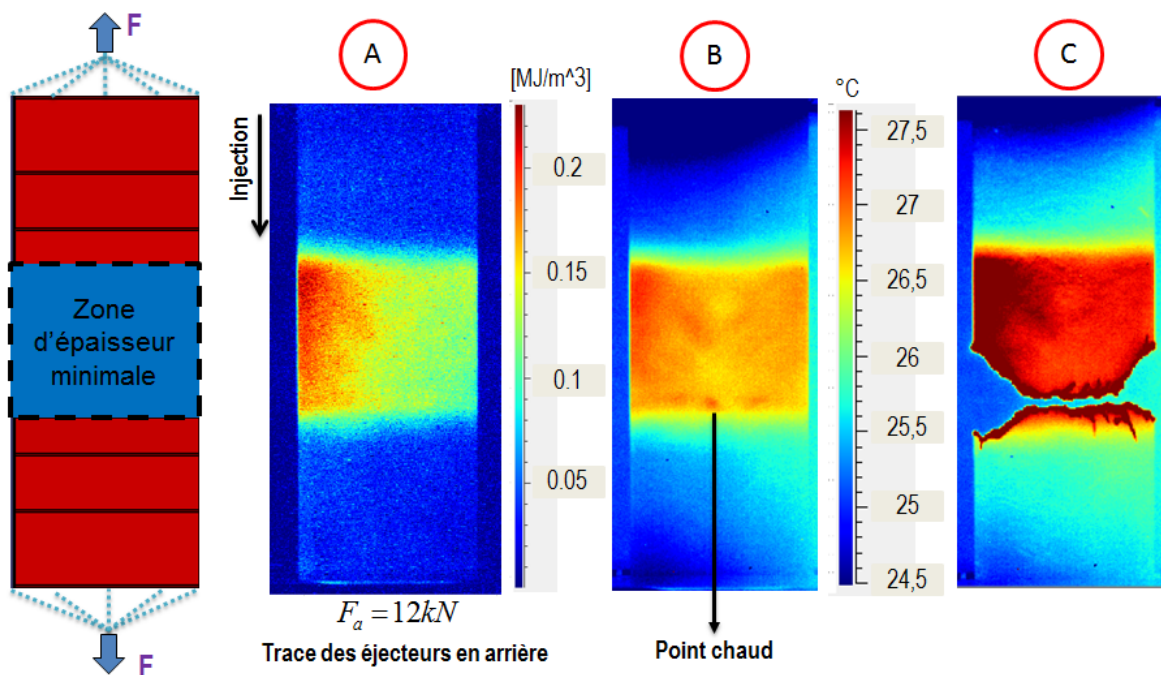 F
A
B
C
[MJ/m^3]
°C
Injection
0.2
0.15
0.1
0.05
27,5
27
26,5
26
25,5
25
24,5
Zone
d'épaisseur
minimale
F
F_a = 12kN
Trace des éjecteurs en arrière
Point chaud